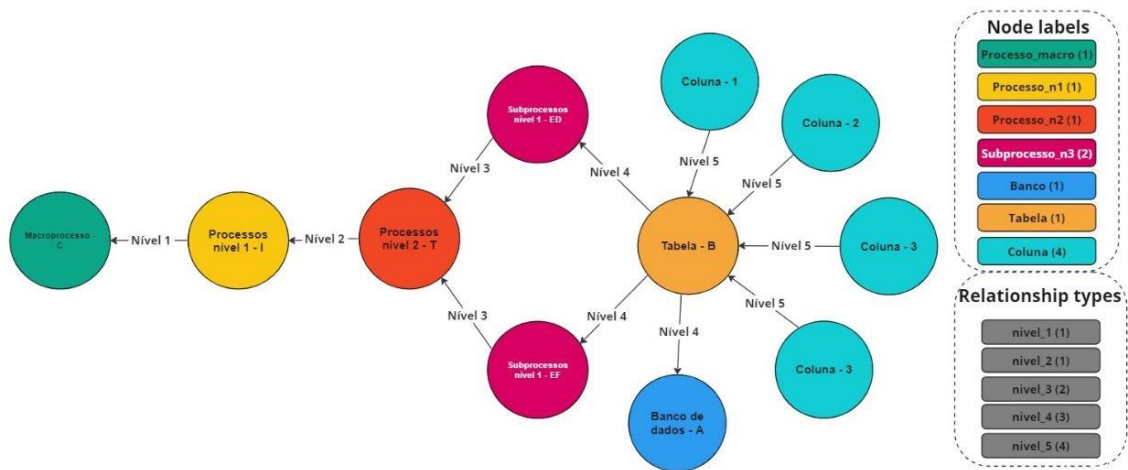 Macroprocesso -
C
Nível 1
Processos
nível 1 - I
Nível 2
Processos
nível 2 - T
Nível 3
Nível 3
Subprocessos
nível 1 - ED
Subprocessos
nível 1 - EF
Nível 4
Nível 4
Nível 4
Tabela - B
Banco de
dados - A
Nível 5
Nível 5
Nível 5
Nível 5
Coluna - 1
Coluna - 2
Coluna - 3
Coluna - 3
Node labels
Processo_macro (1)
Processo_n1 (1)
Processo_n2 (1)
Subprocesso_n3 (2)
Banco (1)
Tabela (1)
Coluna (4)
Relationship types
nivel_1 (1)
nivel_2 (1)
nivel_3 (2)
nivel_4 (3)
nivel_5 (4)